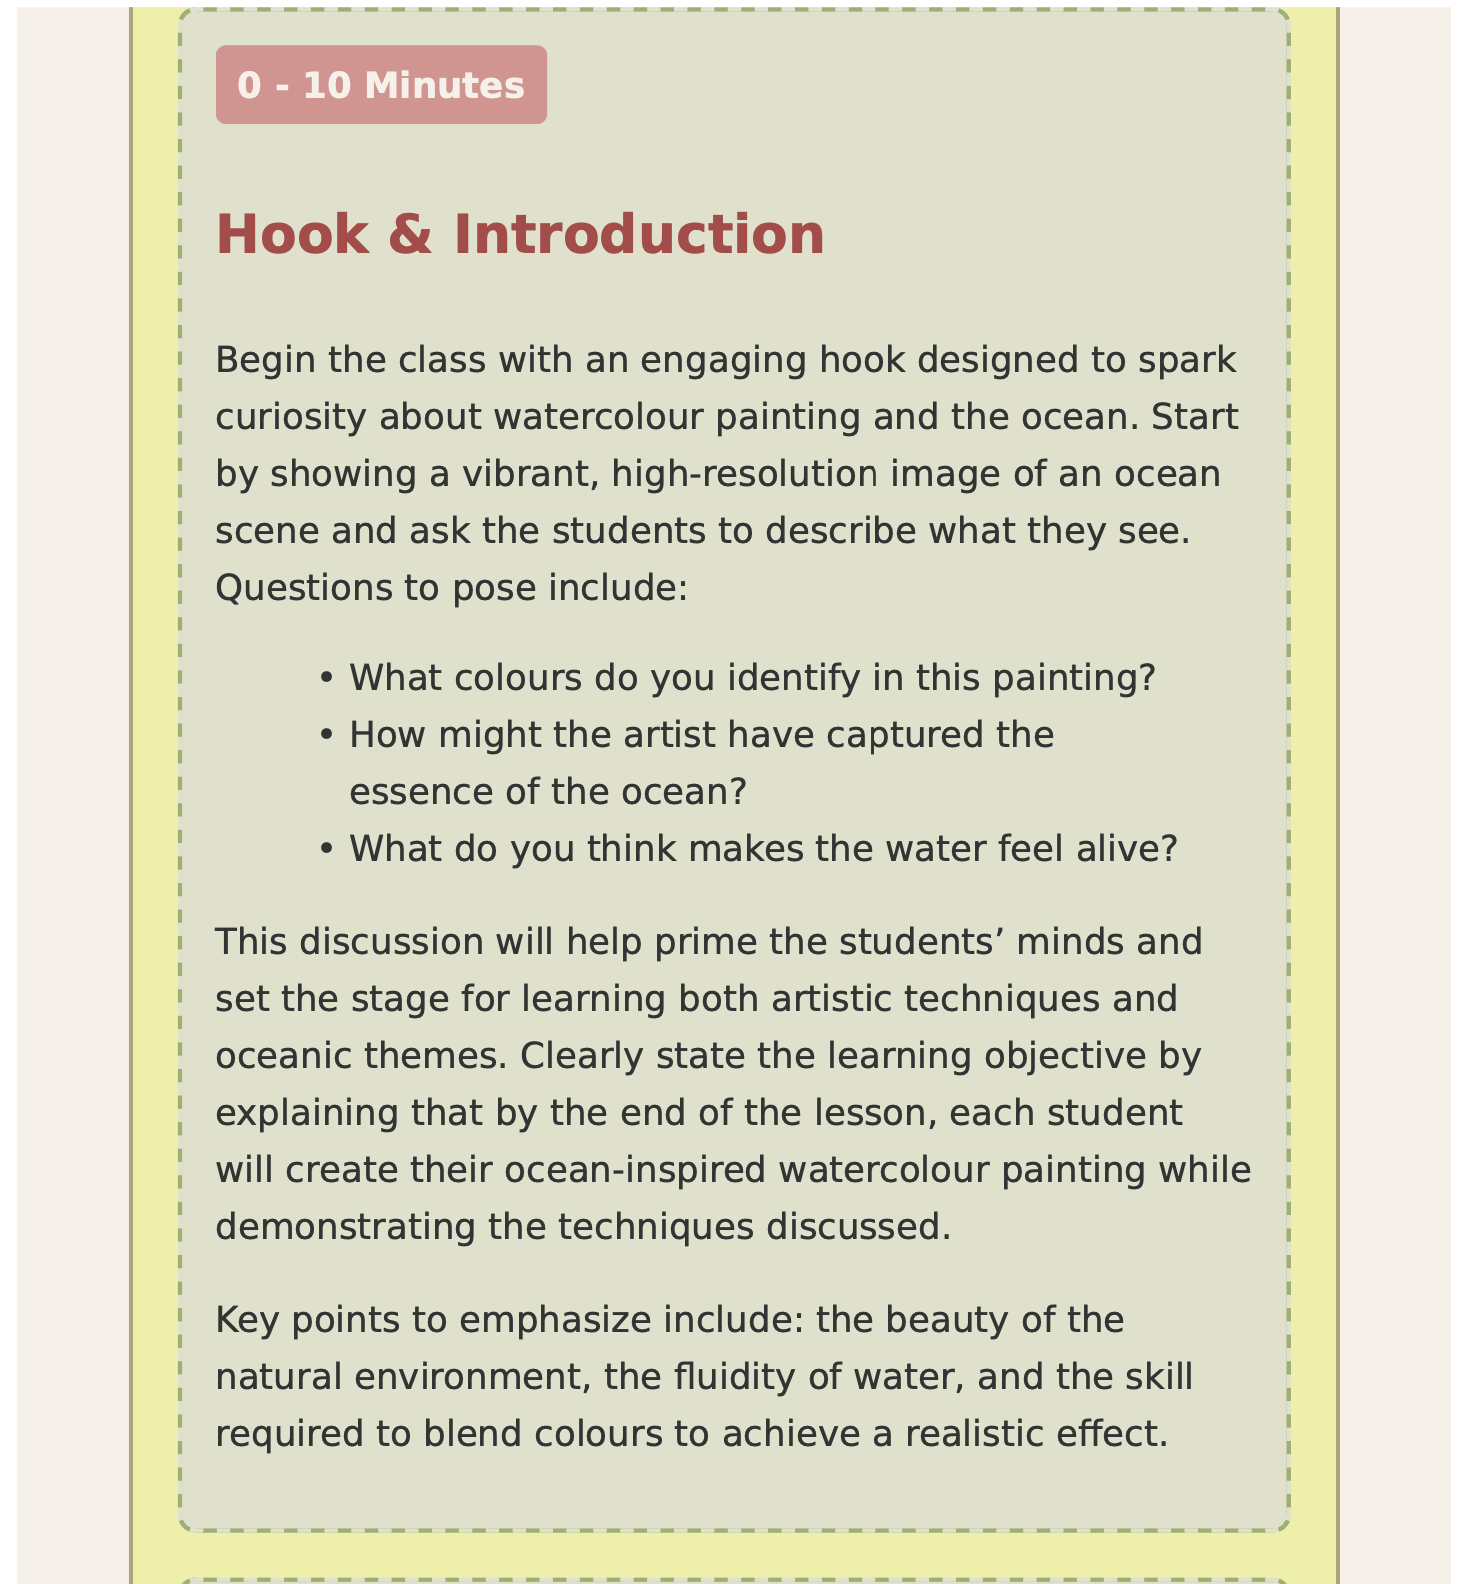 0 - 10 Minutes
Hook & Introduction
Begin the class with an engaging hook designed to spark
curiosity about watercolour painting and the ocean. Start
by showing a vibrant, high-resolution image of an ocean
scene and ask the students to describe what they see.
Questions to pose include:
• What colours do you identify in this painting?
• How might the artist have captured the
essence of the ocean?
• What do you think makes the water feel alive?
This discussion will help prime the students’ minds and
set the stage for learning both artistic techniques and
oceanic themes. Clearly state the learning objective by
explaining that by the end of the lesson, each student
will create their ocean-inspired watercolour painting while
demonstrating the techniques discussed.
Key points to emphasize include: the beauty of the
natural environment, the fluidity of water, and the skill
required to blend colours to achieve a realistic effect.